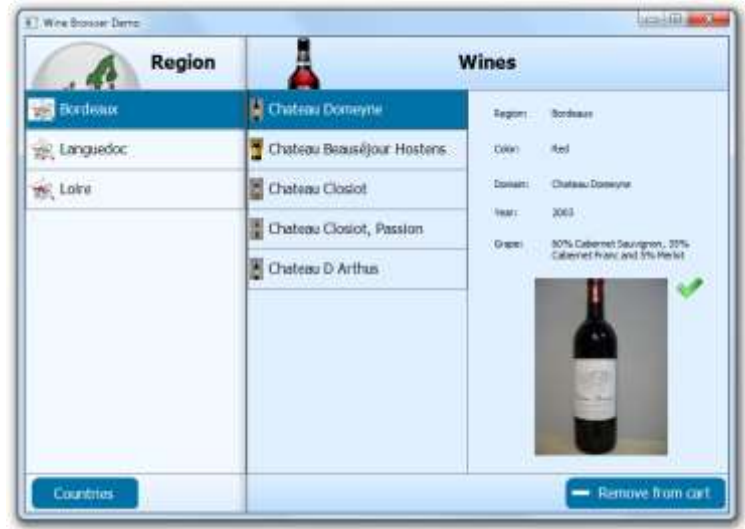 Wine Browser Demo
Region
Wines
Bordeaux
Languedoc
Loire
Chateau Domeyne
Chateau Beauséjour Hostens
Chateau Closiot
Chateau Closiot, Passion
Chateau D Arthus
Region: Bordeaux
Color: Red
Domain: Chateau Domeyne
Year: 2003
Grape: 60% Cabernet Sauvignon, 35%
Cabernet Franc and 5% Merlot
Countries
Remove from cart